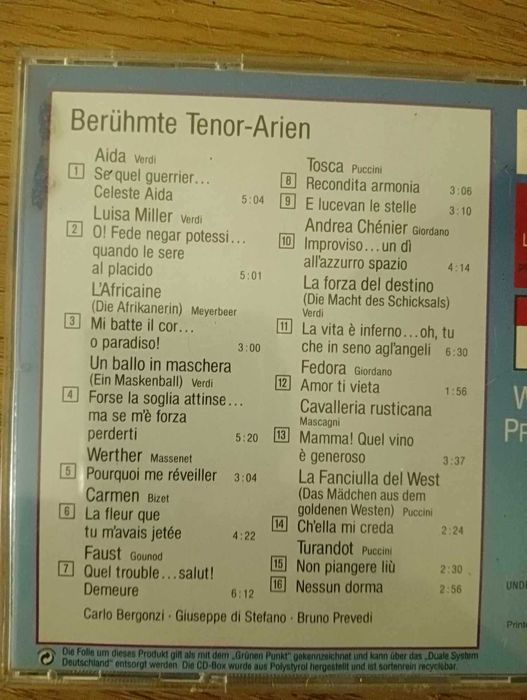 Berühmte Tenor-Arien
Aida Verdi
1 Se quel guerrier...
Celeste Aida 5:04
Luisa Miller Verdi
2 O! Fede negar potessi...
quando le sere
al placido 5:01
L'Africaine
(Die Afrikanerin) Meyerbeer
3 Mi batte il cor...
o paradiso! 3:00
Un ballo in maschera
(Ein Maskenball) Verdi
4 Forse la soglia attinse...
ma se m'è forza
perderti 5:20
Werther Massenet
5 Pourquoi me réveiller 3:04
Carmen Bizet
6 La fleur que
tu m'avais jetée 4:22
Faust Gounod
7 Quel trouble...salut!
Demeure 6:12
Tosca Puccini
8 Recondita armonia 3:06
9 E lucevan le stelle 3:10
Andrea Chénier Giordano
10 Improviso...un dì
all'azzurro spazio 4:14
La forza del destino
(Die Macht des Schicksals)
Verdi
11 La vita è inferno...oh, tu
che in seno agl'angeli 6:30
Fedora Giordano
12 Amor ti vieta 1:56
Cavalleria rusticana
Mascagni
13 Mamma! Quel vino
è generoso 3:37
La Fanciulla del West
(Das Mädchen aus dem
goldenen Westen) Puccini
14 Ch'ella mi creda 2:24
Turandot Puccini
15 Non piangere liù 2:30
16 Nessun dorma 2:56
Carlo Bergonzi · Giuseppe di Stefano · Bruno Prevedi
Die Folie um dieses Produkt gilt als mit dem „Grünen Punkt" gekennzeichnet und kann über das „Duale System
Deutschland" entsorgt werden. Die CD-Box wurde aus Polystyrol hergestellt und ist sortenrein recyclebar.